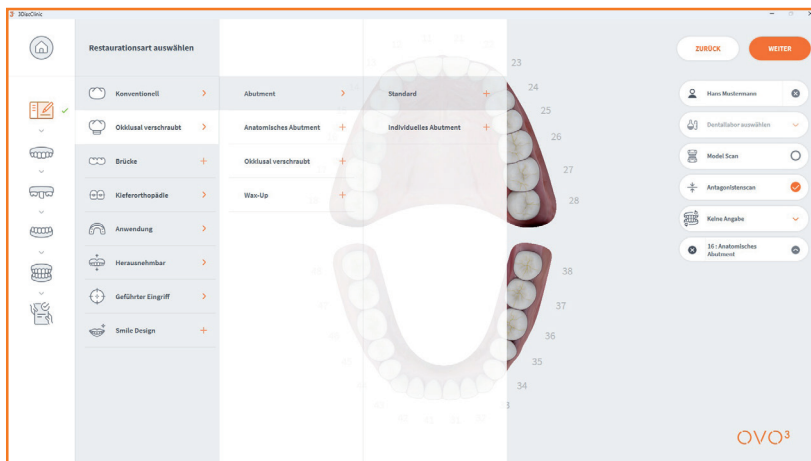 3DiscClinic
Restaurationsart auswählen
ZURÜCK
WEITER
Konventionell
Okklusal verschraubt
Brücke
Kieferorthopädie
Anwendung
Herausnehmbar
Geführter Eingriff
Smile Design
Abutment
Anatomisches Abutment
Okklusal verschraubt
Wax-Up
Standard
Individuelles Abutment
23
24
25
26
27
28
38
37
36
35
34
Hans Mustermann
Dentallabor auswählen
Model Scan
Antagonistenscan
Keine Angabe
16 : Anatomisches
Abutment
OVO³